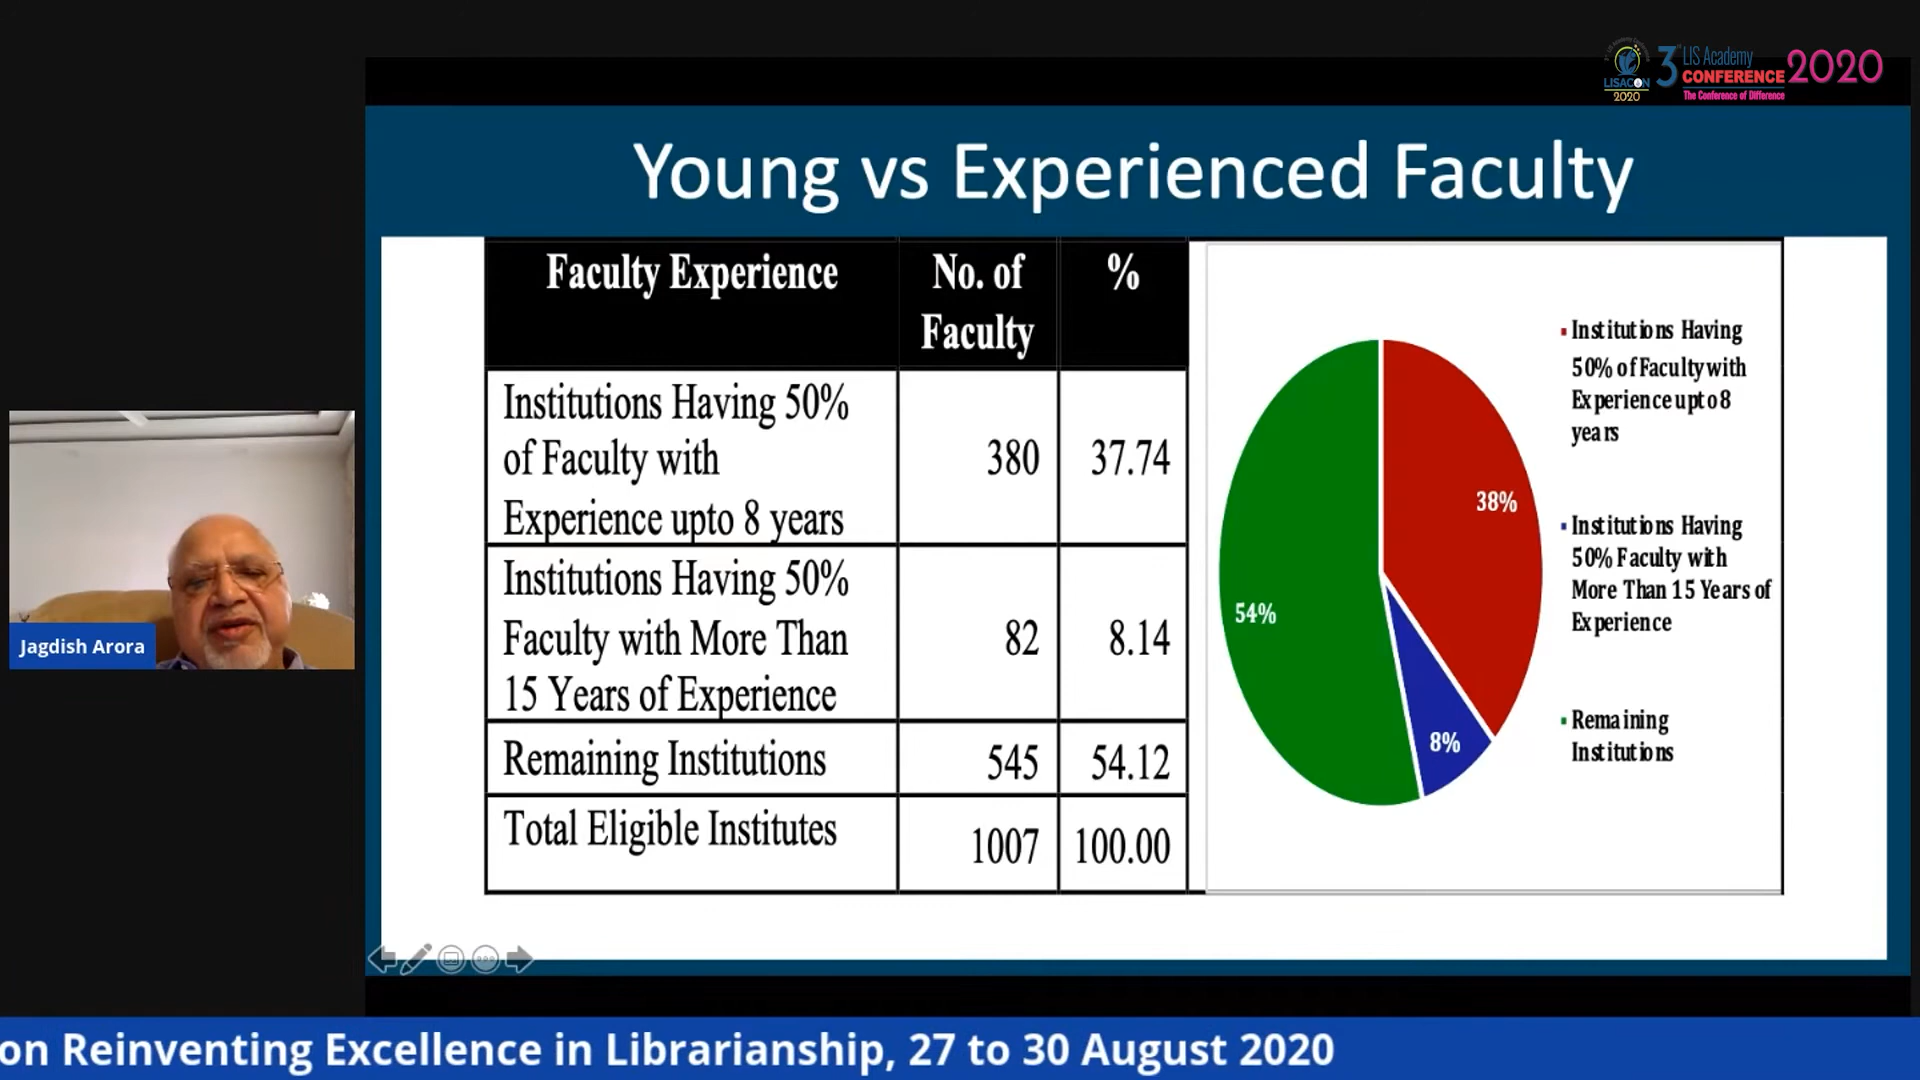 LISACON
2020
3rd LIS Academy
CONFERENCE 2020
The Conference of Difference
Young vs Experienced Faculty
Faculty Experience
No. of
Faculty
%
Institutions Having 50%
of Faculty with
Experience upto 8 years
380
37.74
Institutions Having 50%
Faculty with More Than
15 Years of Experience
82
8.14
Remaining Institutions
545
54.12
Total Eligible Institutes
1007
100.00
38%
8%
54%
Institutions Having
50% of Faculty with
Experience upto 8
years
Institutions Having
50% Faculty with
More Than 15 Years of
Experience
Remaining
Institutions
Jagdish Arora
on Reinventing Excellence in Librarianship, 27 to 30 August 2020